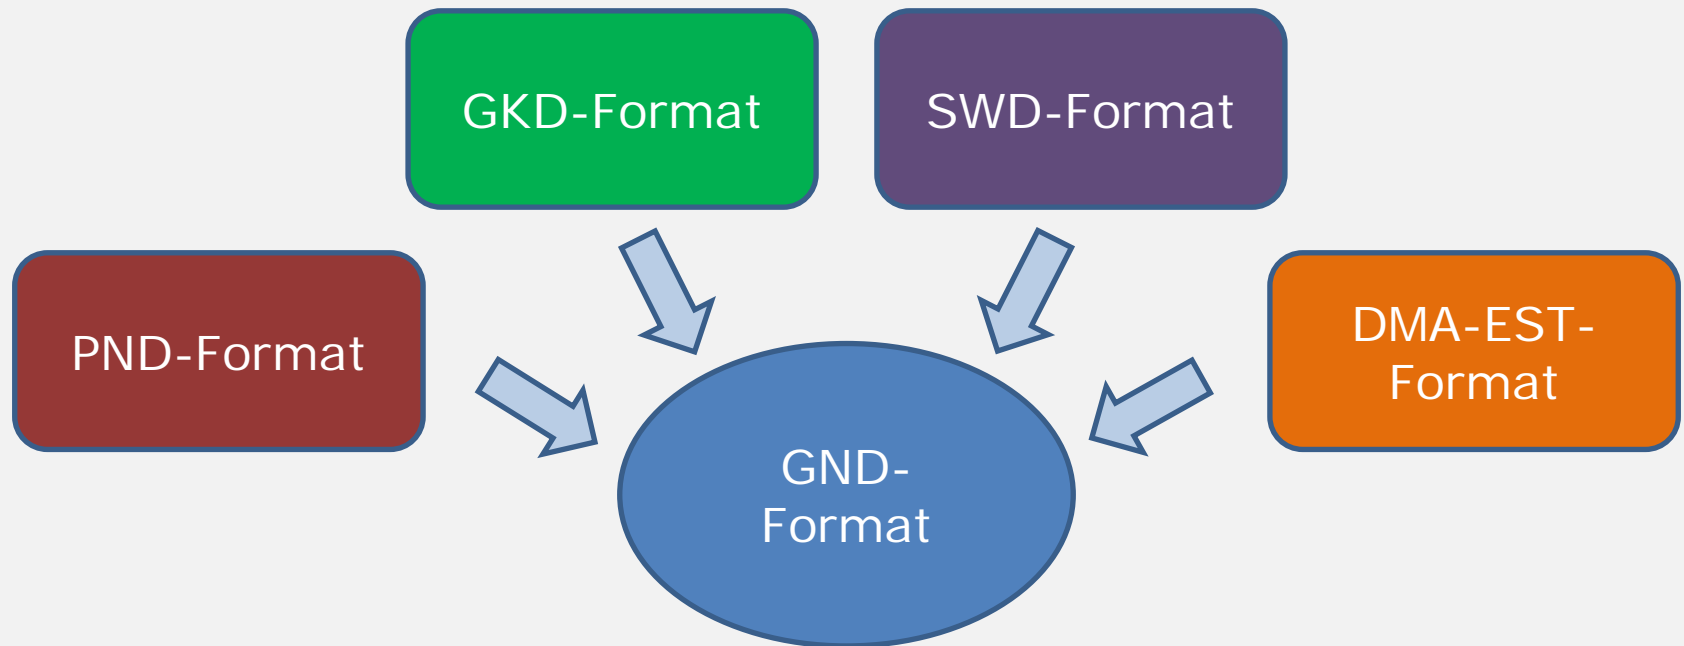 GKD-Format
SWD-Format
PND-Format
DMA-EST-
Format
GND-
Format